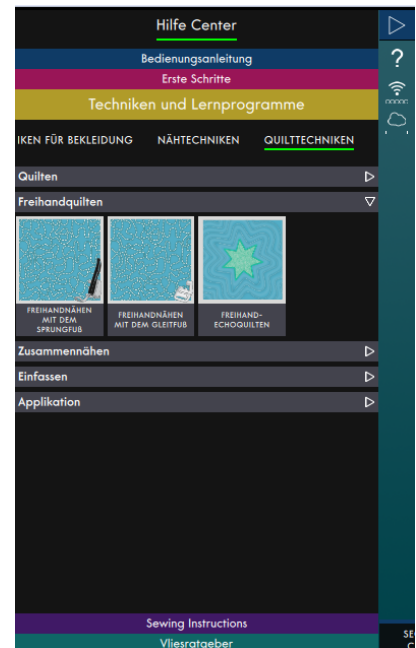 Hilfe Center
Bedienungsanleitung
Erste Schritte
Techniken und Lernprogramme
IKEN FÜR BEKLEIDUNG NÄHTECHNIKEN QUILTTECHNIKEN
Quilten
Freihandquilten
FREIHANDNÄHEN
MIT DEM
SPRUNGFUß
FREIHANDNÄHEN
MIT DEM GLEITFUß
FREIHAND-
ECHOQUILTEN
Zusammennähen
Einfassen
Applikation
Sewing Instructions
Vliesratgeber
?